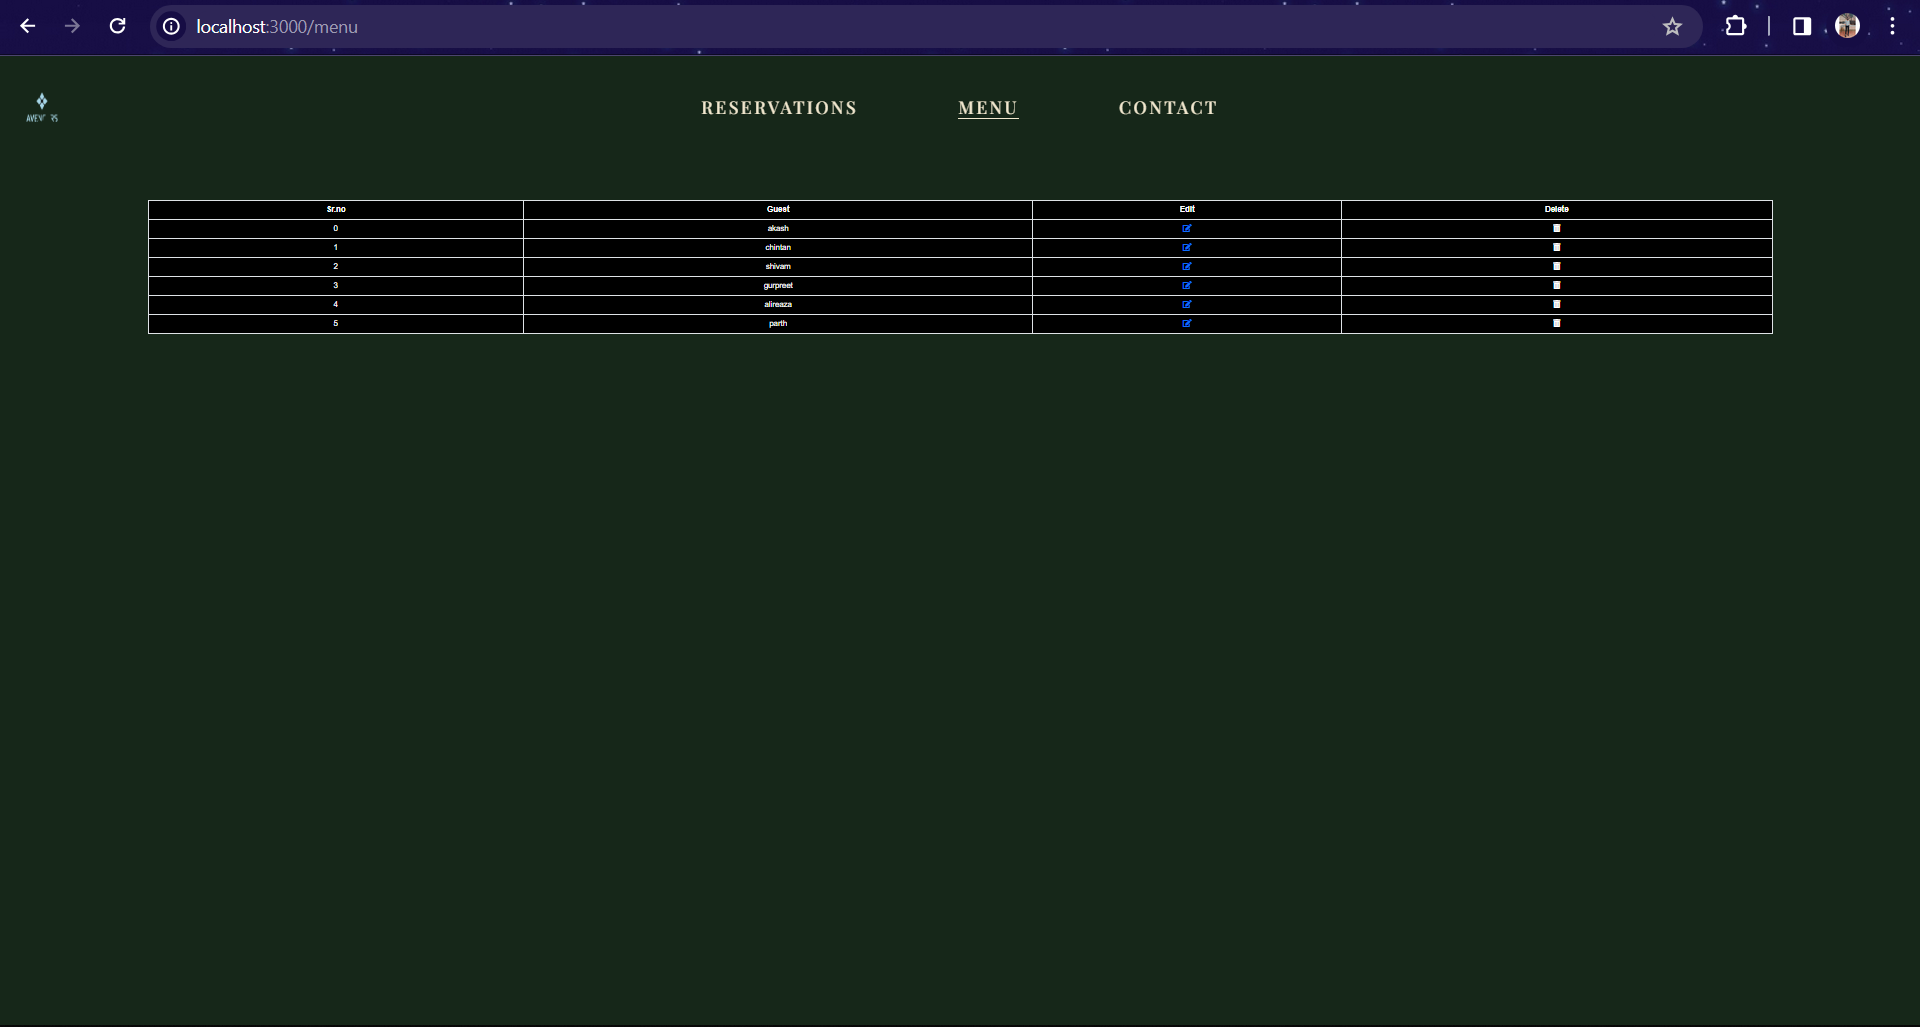 localhost:3000/menu
RESERVATIONS MENU CONTACT
Sr.no Guest Edit Delete
0 akash
1 chintan
2 shivam
3 gurpreet
4 alireaza
5 parth